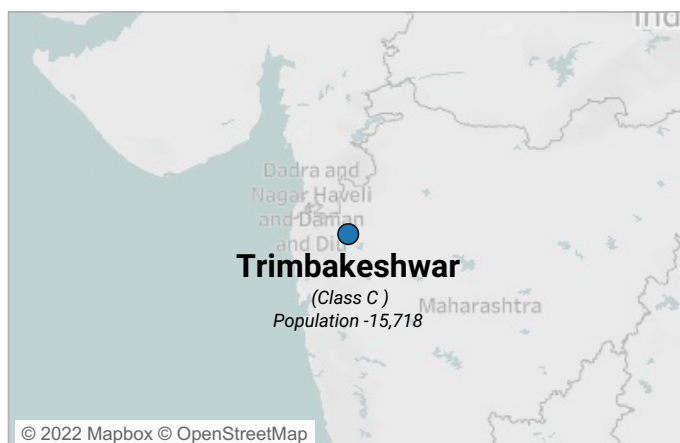 Ind
Dadra and
Nagar Haveli
and Daman
and Diu
Trimbakeshwar
(Class C )
Population -15,718
Maharashtra
© 2022 Mapbox © OpenStreetMap